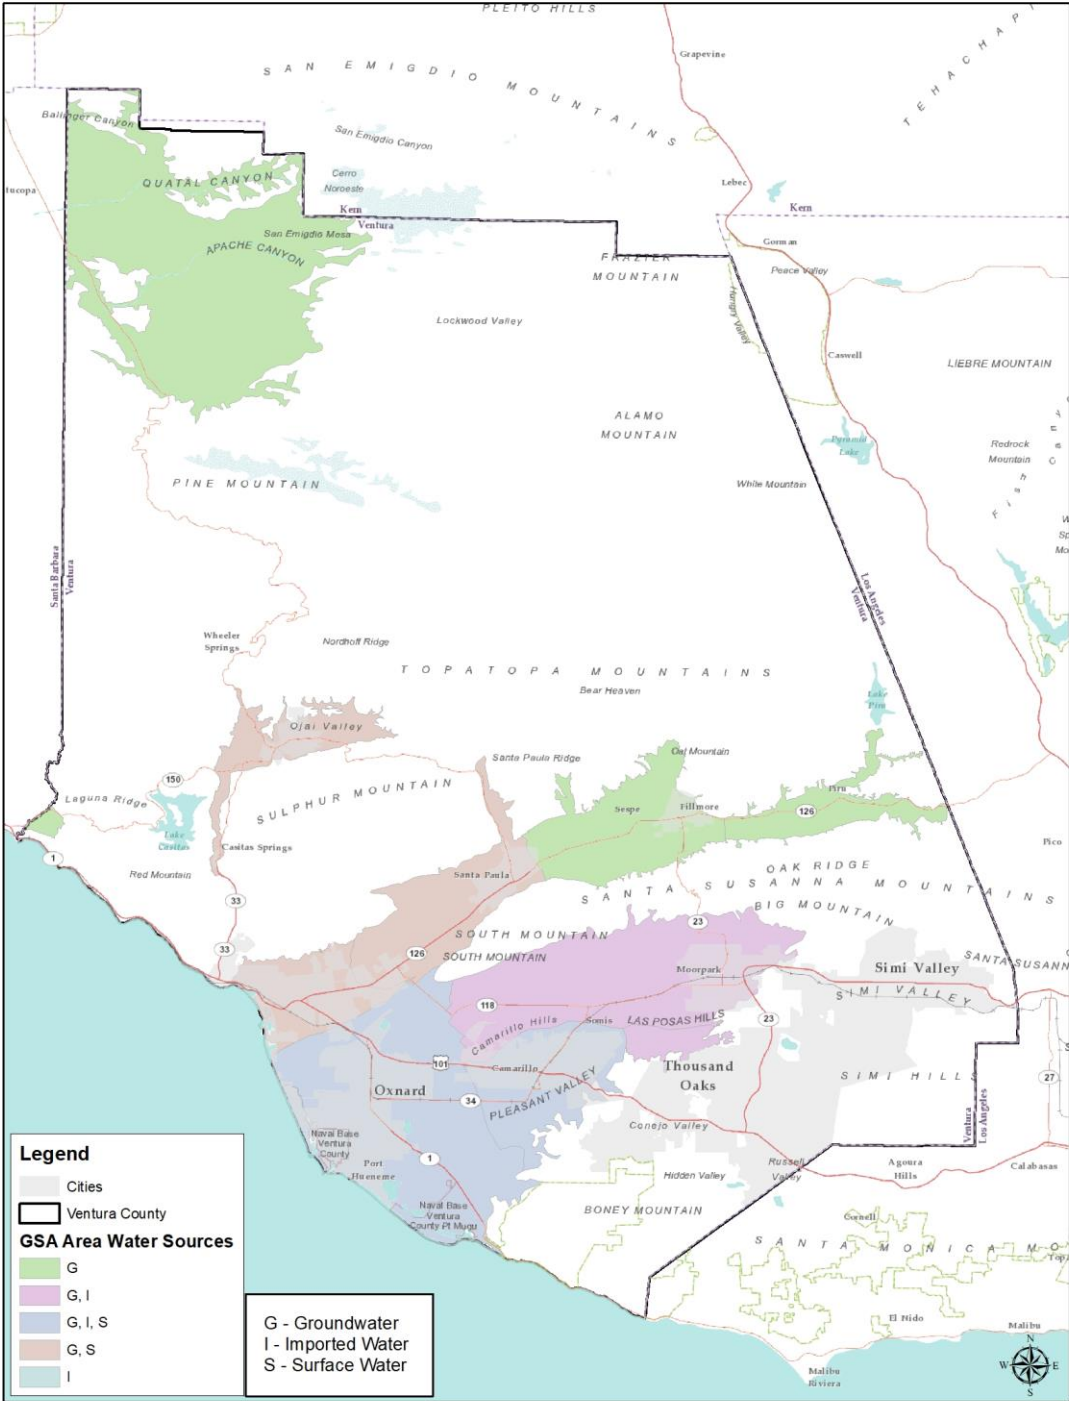 PLEITO HILLS
Grapevine
SAN EMIGDIO MOUNTAINS
TEHACHAPI
Ballinger Canyon
San Emigdio Canyon
QUATAL CANYON
Cerro
Noroeste
Lebec
tucopa
Kern
Ventura
Kern
San Emigdio Mesa
APACHE CANYON
Gorman
FRAZIER
MOUNTAIN
Peace Valley
Hungry Valley
Lockwood Valley
Caswell
LIEBRE MOUNTAIN
ALAMO
MOUNTAIN
Pyramid
Lake
Redrock
Mountain
Fish
PINE MOUNTAIN
While Mountain
Santa Barbara
Ventura
Los Angeles
Ventura
Wheeler
Springs
Nordhoff Ridge
TOPATOPA MOUNTAINS
Bear Heaven
Lake
Piru
Ojai Valley
Santa Paula Ridge
Oat Mountain
150
Laguna Ridge
SULPHUR MOUNTAIN
Sespe
Fillmore
Piru
126
Lake
Casitas
Casitas Springs
1
Pico
Red Mountain
Santa Paula
OAK RIDGE
SANTA SUSANNA MOUNTAINS
33
BIG MOUNTAIN
23
SOUTH MOUNTAIN
33
126
SOUTH MOUNTAIN
Moorpark
Simi Valley
SANTA SUSANN
SIMI VALLEY
118
Camarillo Hills
Somis
LAS POSAS HILLS
23
101
Camarillo
Thousand
Oaks
SIMI HILLS
27
Oxnard
34
PLEASANT VALLEY
Conejo Valley
Ventura
Los Angeles
Naval Base
Ventura
County
Port
Hueneme
1
Hidden Valley
Russell
Valley
Agoura
Hills
Calabasas
Naval Base
Ventura
County Pt Mugu
BONEY MOUNTAIN
Cornell
SANTA MONICA MO
Topa
El Nido
Malibu
Malibu
Riviera
N
W E
S
Legend
Cities
Ventura County
GSA Area Water Sources
G
G, I
G, I, S
G, S
I
G - Groundwater
I - Imported Water
S - Surface Water